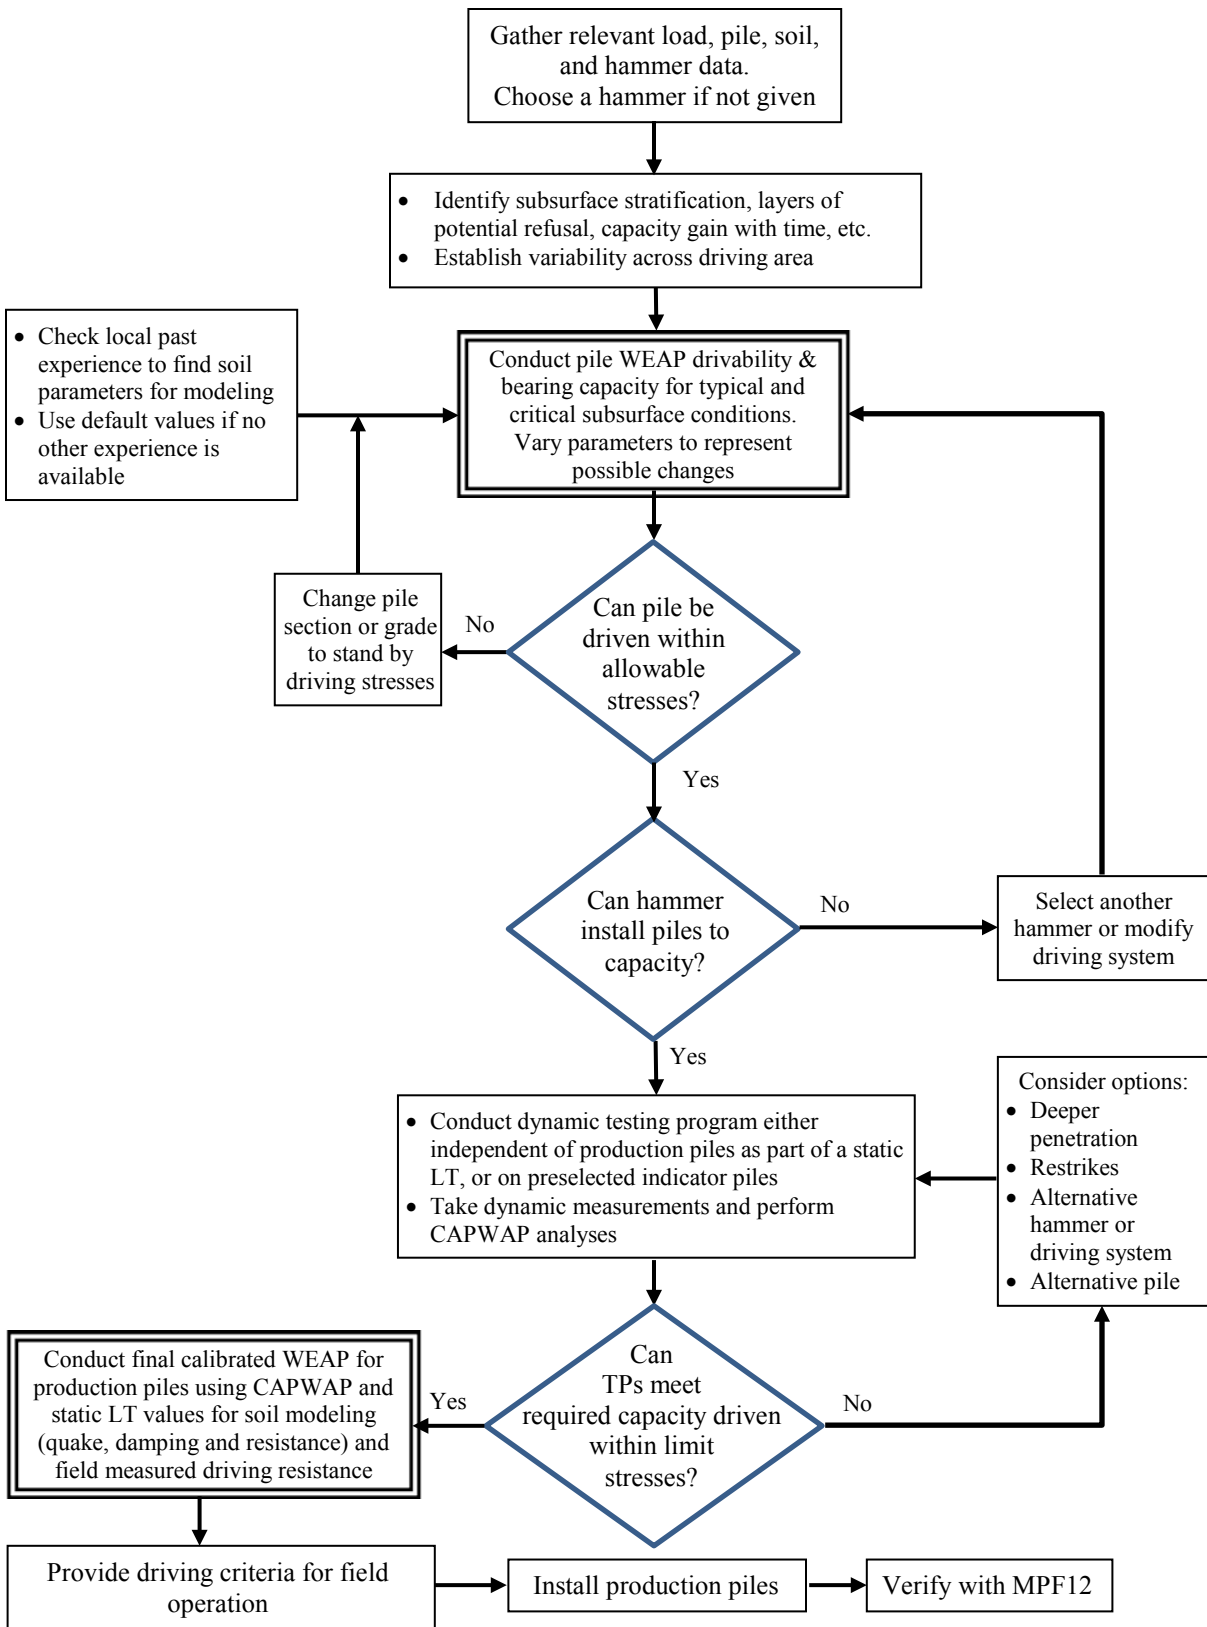 Gather relevant load, pile, soil,
and hammer data.
Choose a hammer if not given
• Identify subsurface stratification, layers of
potential refusal, capacity gain with time, etc.
• Establish variability across driving area
• Check local past
experience to find soil
parameters for modeling
• Use default values if no
other experience is
available
Conduct pile WEAP drivability &
bearing capacity for typical and
critical subsurface conditions.
Vary parameters to represent
possible changes
Change pile
section or grade
to stand by
driving stresses
No
Can pile be
driven within
allowable
stresses?
Yes
Can hammer
install piles to
capacity?
No
Select another
hammer or modify
driving system
Yes
• Conduct dynamic testing program either
independent of production piles as part of a static
LT, or on preselected indicator piles
• Take dynamic measurements and perform
CAPWAP analyses
Consider options:
• Deeper
penetration
• Restrikes
• Alternative
hammer or
driving system
• Alternative pile
Can
TPs meet
required capacity driven
within limit
stresses?
No
Yes
Conduct final calibrated WEAP for
production piles using CAPWAP and
static LT values for soil modeling
(quake, damping and resistance) and
field measured driving resistance
Provide driving criteria for field
operation
Install production piles
Verify with MPF12